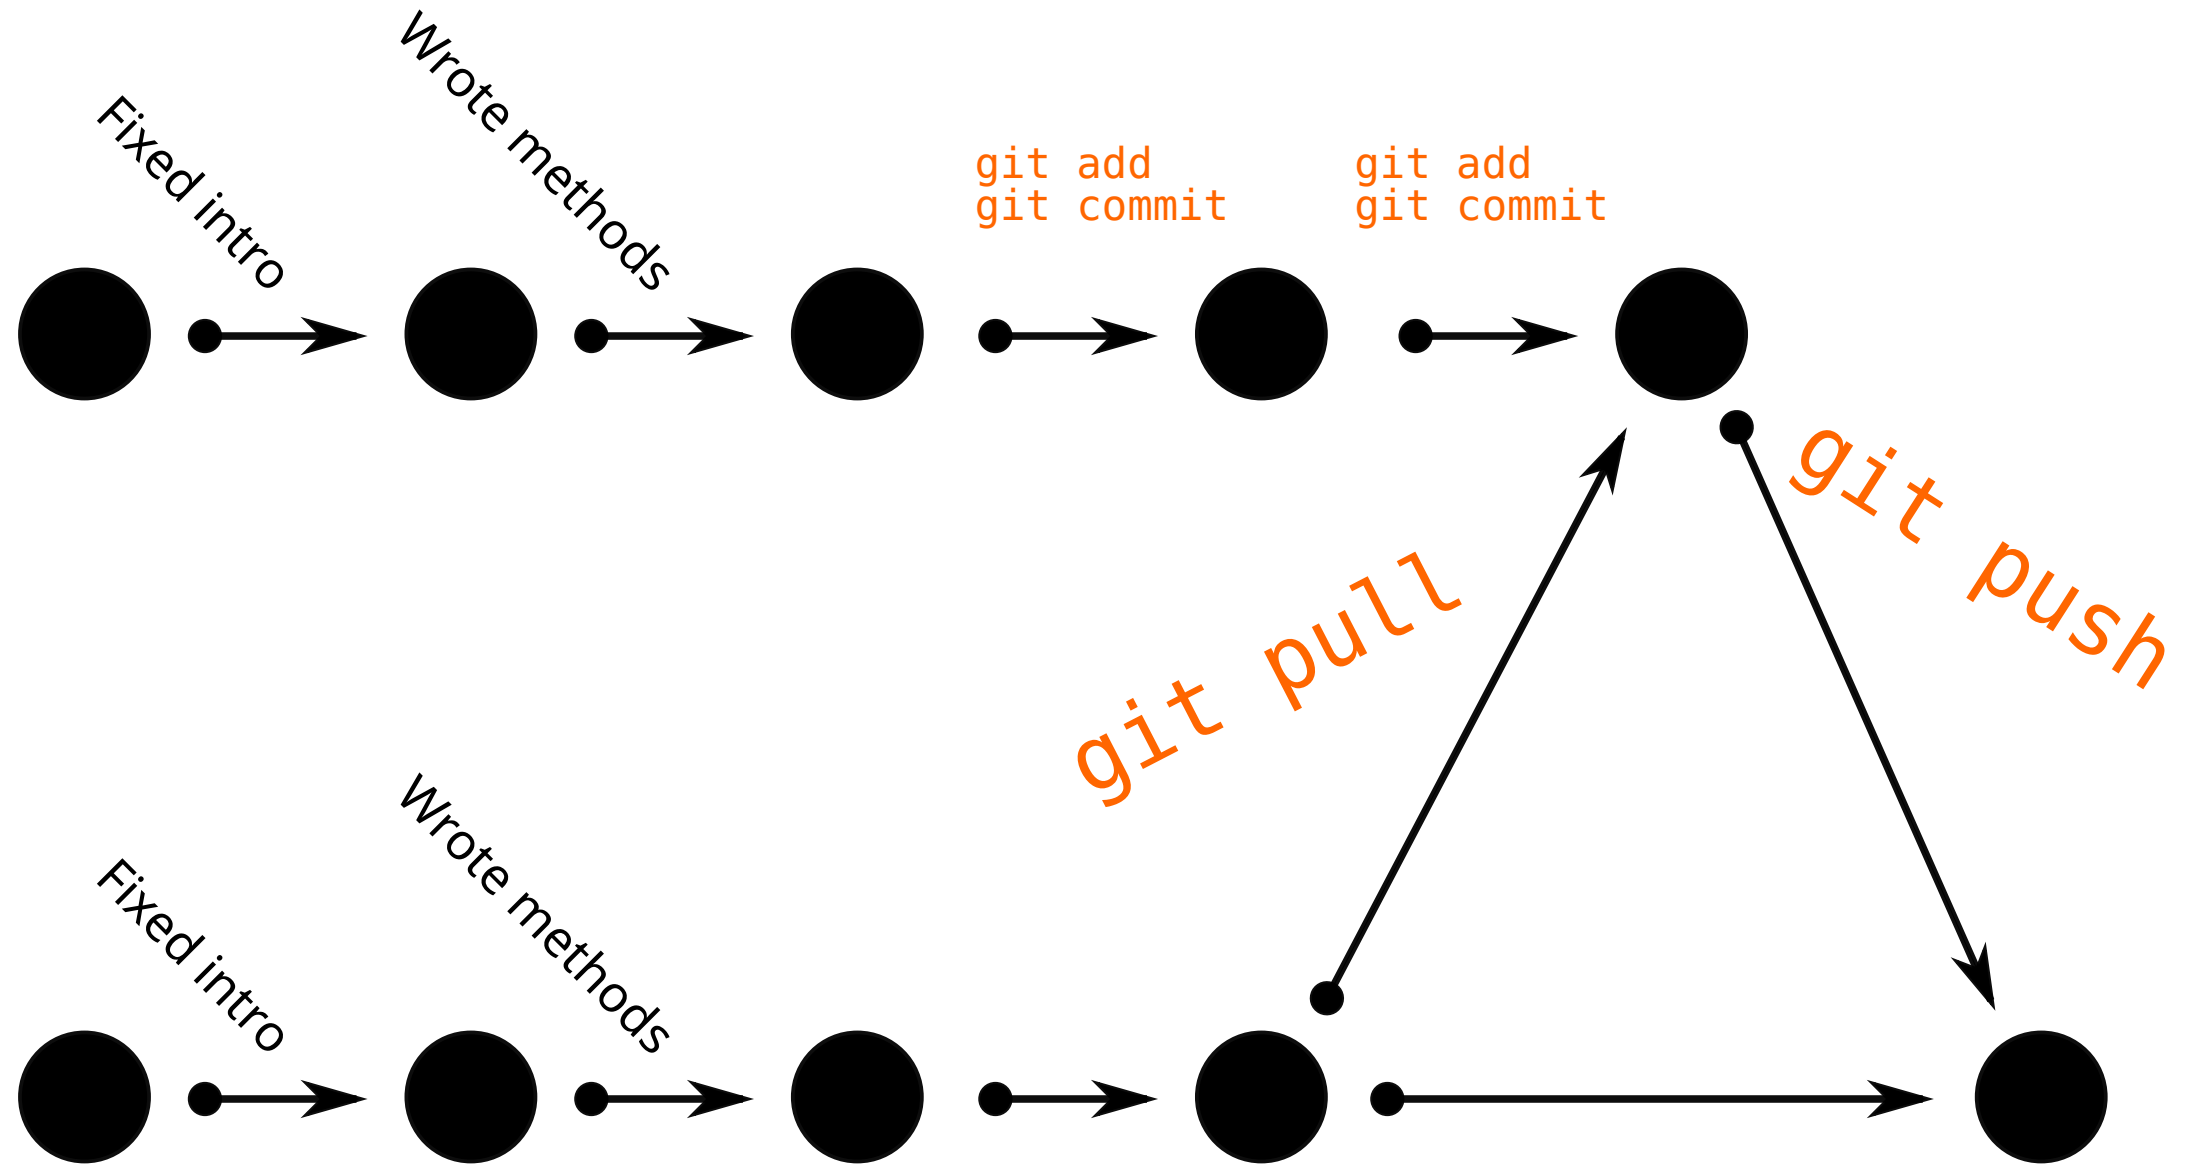 Fixed intro
Wrote methods
git add
git commit
git add
git commit
git pull
git push
Fixed intro
Wrote methods